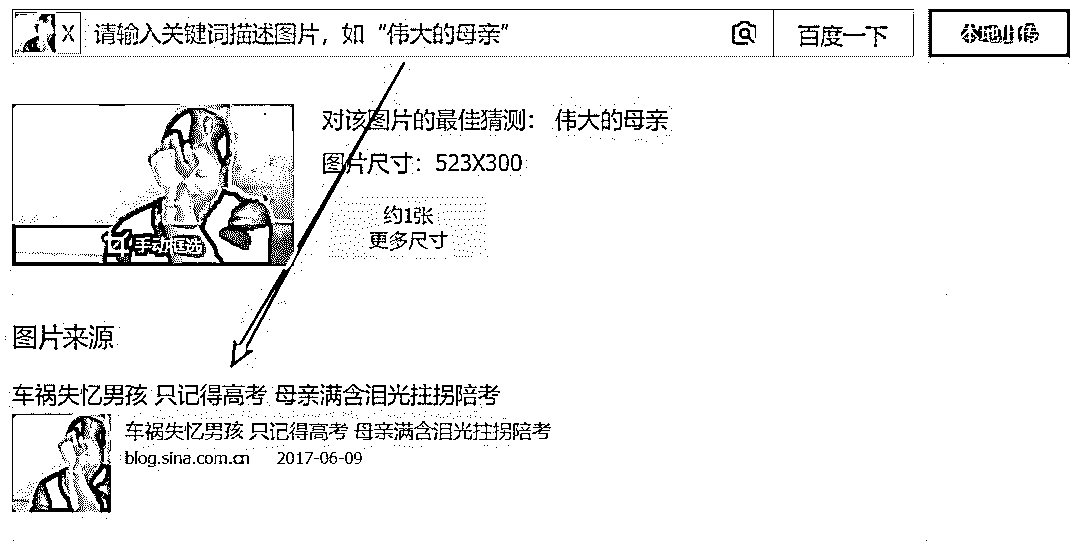 X 请输入关键词描述图片，如“伟大的母亲” 百度一下 本地上传
对该图片的最佳猜测： 伟大的母亲
图片尺寸：523X300
约1张
更多尺寸
手动框选
图片来源
车祸失忆男孩 只记得高考 母亲满含泪光拄拐陪考
车祸失忆男孩 只记得高考 母亲满含泪光拄拐陪考
blog.sina.com.cn 2017-06-09